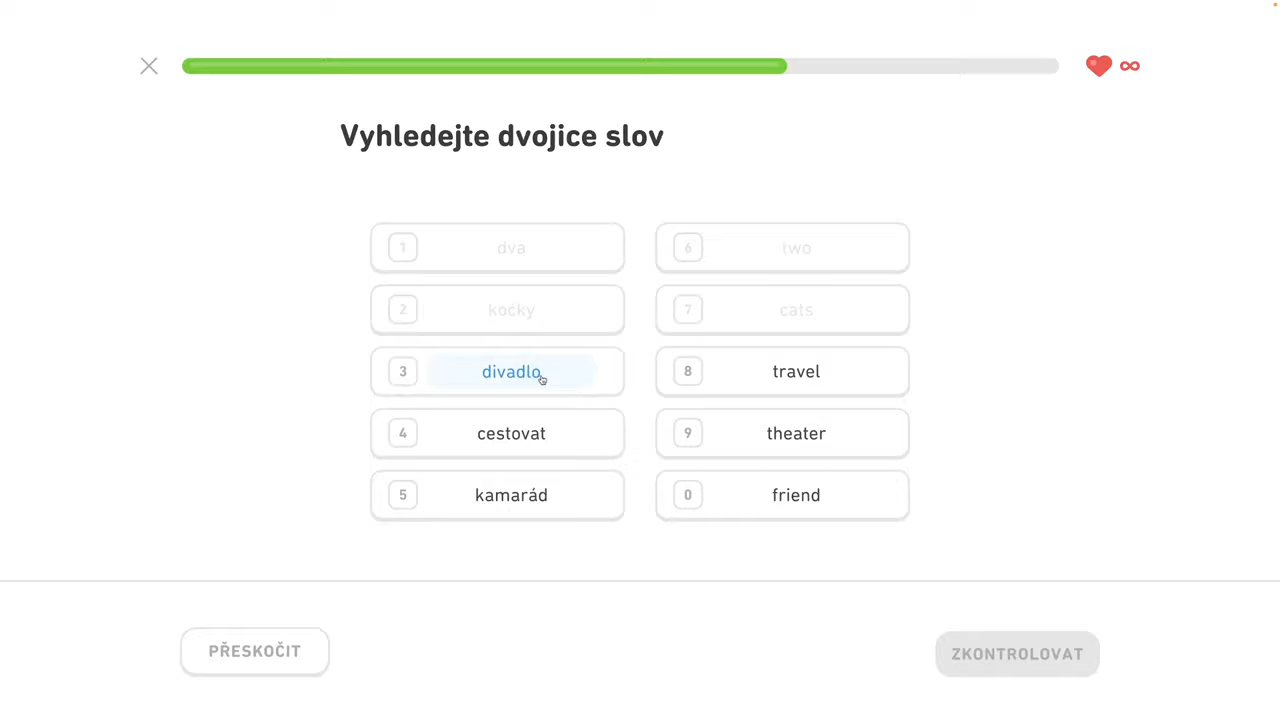 Vyhledejte dvojice slov
1 dva 6 two
2 kočky 7 cats
3 divadlo 8 travel
4 cestovat 9 theater
5 kamarád 0 friend
PŘESKOČIT ZKONTROLOVAT